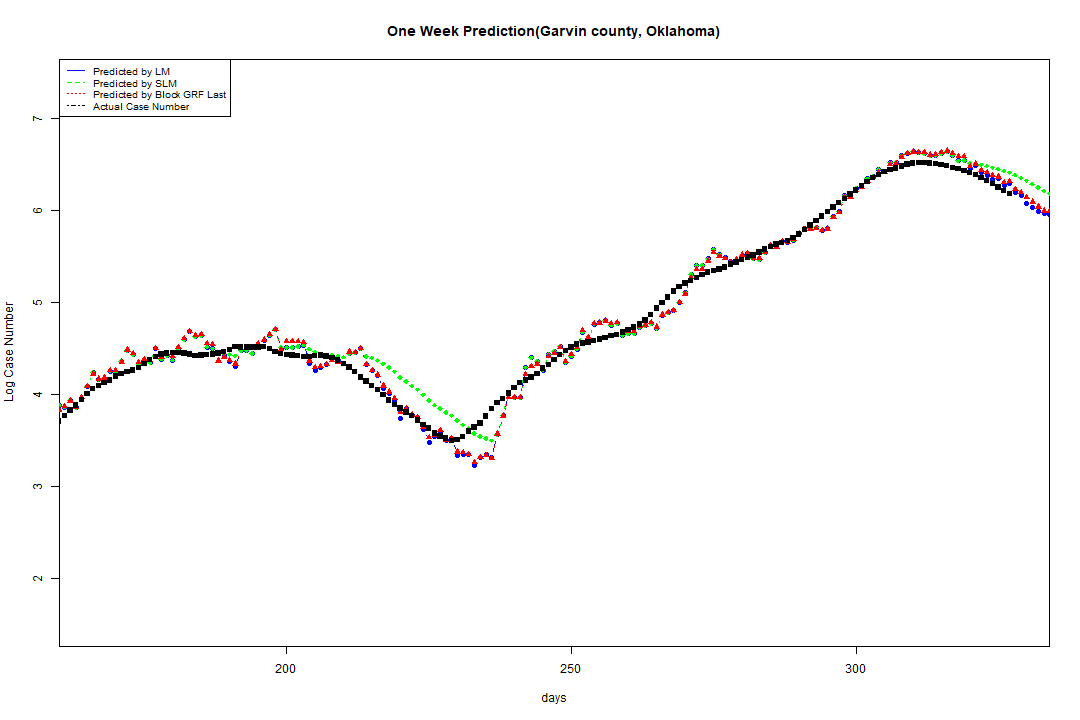 One Week Prediction(Garvin county, Oklahoma)
Predicted by LM
Predicted by SLM
Predicted by Block GRF Last
Actual Case Number
7
6
5
4
3
2
Log Case Number
200 250 300
days